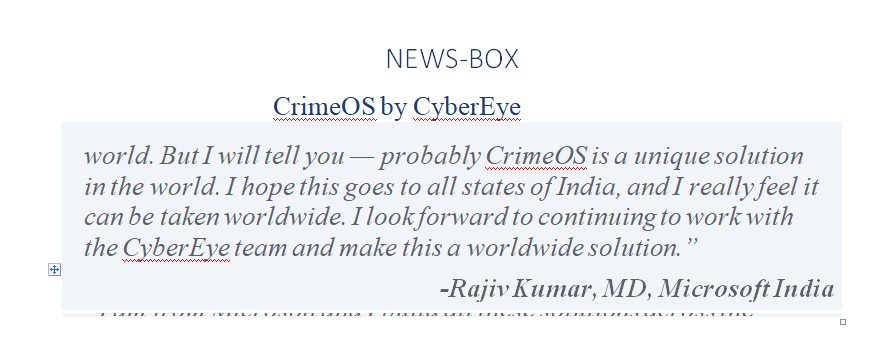 NEWS-BOX
CrimeOS by CyberEye
world. But I will tell you — probably CrimeOS is a unique solution
in the world. I hope this goes to all states of India, and I really feel it
can be taken worldwide. I look forward to continuing to work with
the CyberEye team and make this a worldwide solution.”
-Rajiv Kumar, MD, Microsoft India